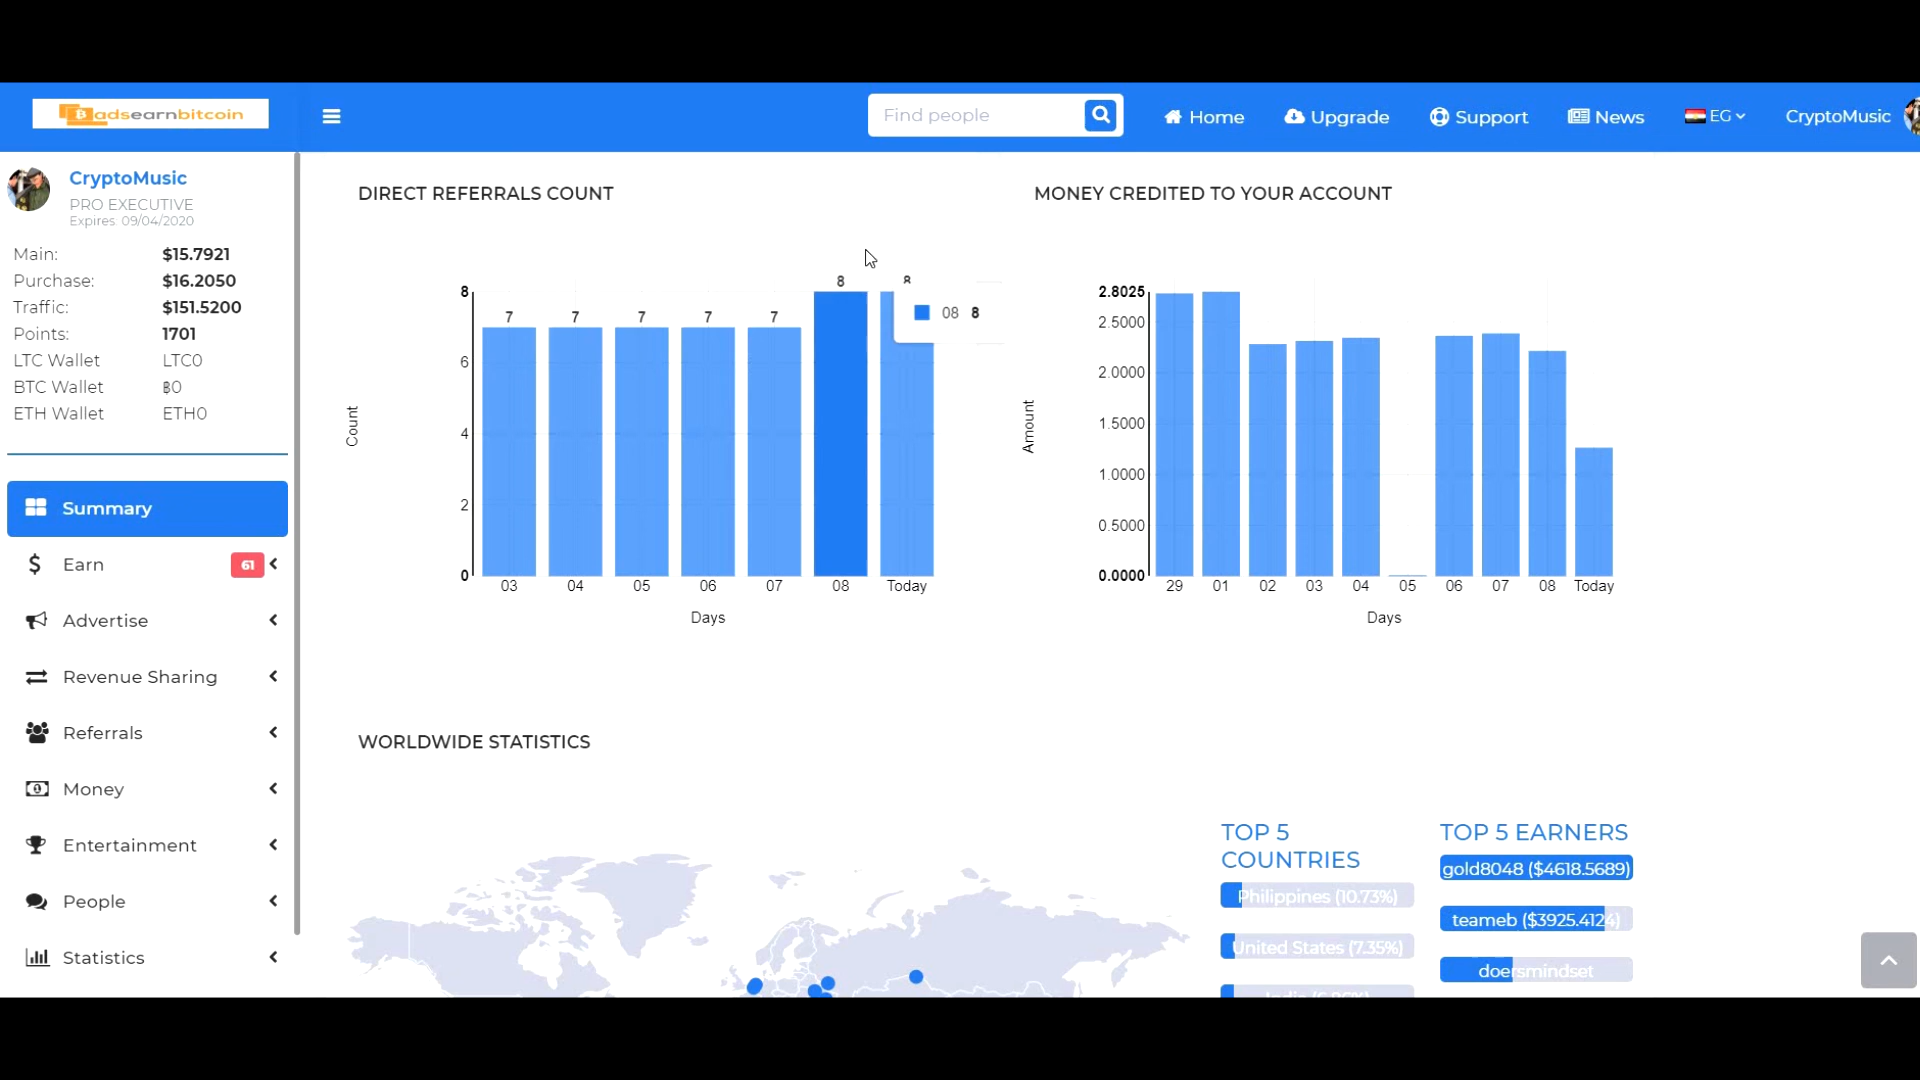 adsearnbitcoin
Find people
Home
Upgrade
Support
News
EG
CryptoMusic
CryptoMusic
PRO EXECUTIVE
Expires: 09/04/2020
Main: $15.7921
Purchase: $16.2050
Traffic: $151.5200
Points: 1701
LTC Wallet LTC0
BTC Wallet ฿0
ETH Wallet ETH0
Summary
Earn 61
Advertise
Revenue Sharing
Referrals
Money
Entertainment
People
Statistics
DIRECT REFERRALS COUNT
8
6
4
2
0
Count
7 7 7 7 7 8 8
08 8
03 04 05 06 07 08 Today
Days
MONEY CREDITED TO YOUR ACCOUNT
2.8025
2.5000
2.0000
1.5000
1.0000
0.5000
0.0000
Amount
29 01 02 03 04 05 06 07 08 Today
Days
WORLDWIDE STATISTICS
TOP 5
COUNTRIES
Philippines (10.73%)
United States (7.35%)
TOP 5 EARNERS
gold8048 ($4618.5689)
teameb ($3925.4124)
doersmindset